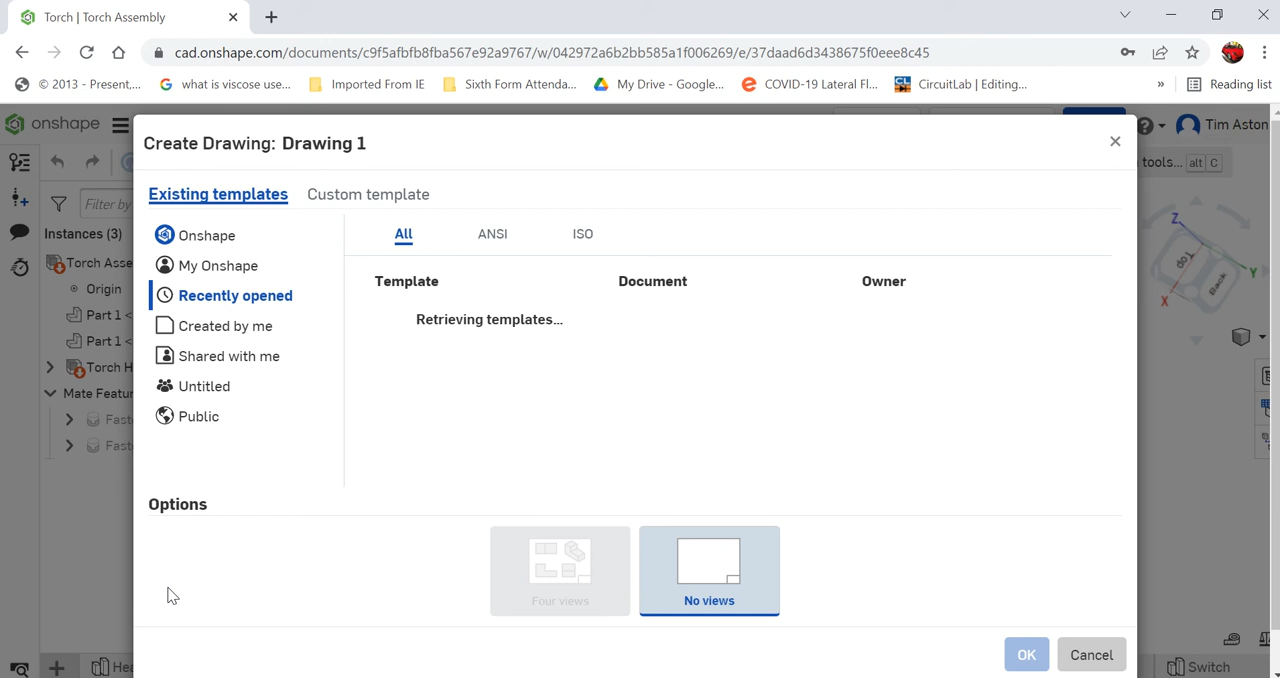 Torch | Torch Assembly
cad.onshape.com/documents/c9f5afbfb8fba567e92a9767/w/042972a6b2bb585a1f006269/e/37daad6d3438675f0eee8c45
© 2013 - Present,...
what is viscose use...
Imported From IE
Sixth Form Attenda...
My Drive - Google...
COVID-19 Lateral Fl...
CircuitLab | Editing...
»
Reading list
onshape
Tim Aston
tools... alt C
Filter by
Instances (3)
Torch Asse
Origin
Part 1 <
Part 1 <
Torch H
Mate Featur
Faste
Faste
Create Drawing: Drawing 1
Existing templates
Custom template
Onshape
My Onshape
Recently opened
Created by me
Shared with me
Untitled
Public
All
ANSI
ISO
Template
Document
Owner
Retrieving templates...
Options
Four views
No views
OK
Cancel
Z
Y
X
Top
Back
Hea
Switch